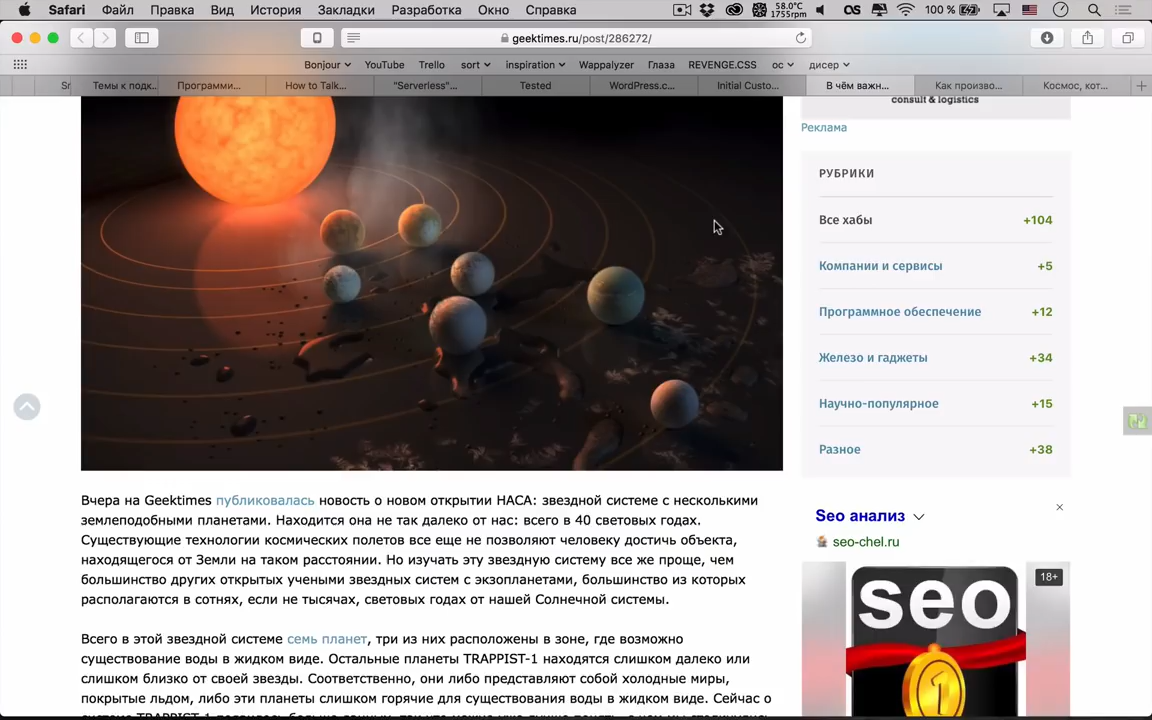 Safari Файл Правка Вид История Закладки Разработка Окно Справка 58.0°C 1755rpm 100 %
geektimes.ru/post/286272/
Bonjour YouTube Trello sort inspiration Wappalyzer Глаза REVENGE.CSS ос дисер
Sr Темы к подк... Программи... How to Talk... "Serverless"... Tested WordPress.c... Initial Custo... В чём важн... Как произво... Космос, кот...
consult & logistics
Реклама
РУБРИКИ
Все хабы +104
Компании и сервисы +5
Программное обеспечение +12
Железо и гаджеты +34
Научно-популярное +15
Разное +38
Вчера на Geektimes публиковалась новость о новом открытии НАСА: звездной системе с несколькими
землеподобными планетами. Находится она не так далеко от нас: всего в 40 световых годах.
Существующие технологии космических полетов все еще не позволяют человеку достичь объекта,
находящегося от Земли на таком расстоянии. Но изучать эту звездную систему все же проще, чем
большинство других открытых учеными звездных систем с экзопланетами, большинство из которых
располагаются в сотнях, если не тысячах, световых годах от нашей Солнечной системы.
Всего в этой звездной системе семь планет, три из них расположены в зоне, где возможно
существование воды в жидком виде. Остальные планеты TRAPPIST-1 находятся слишком далеко или
слишком близко от своей звезды. Соответственно, они либо представляют собой холодные миры,
покрытые льдом, либо эти планеты слишком горячие для существования воды в жидком виде. Сейчас о
Seo анализ
seo-chel.ru
18+
seo
1